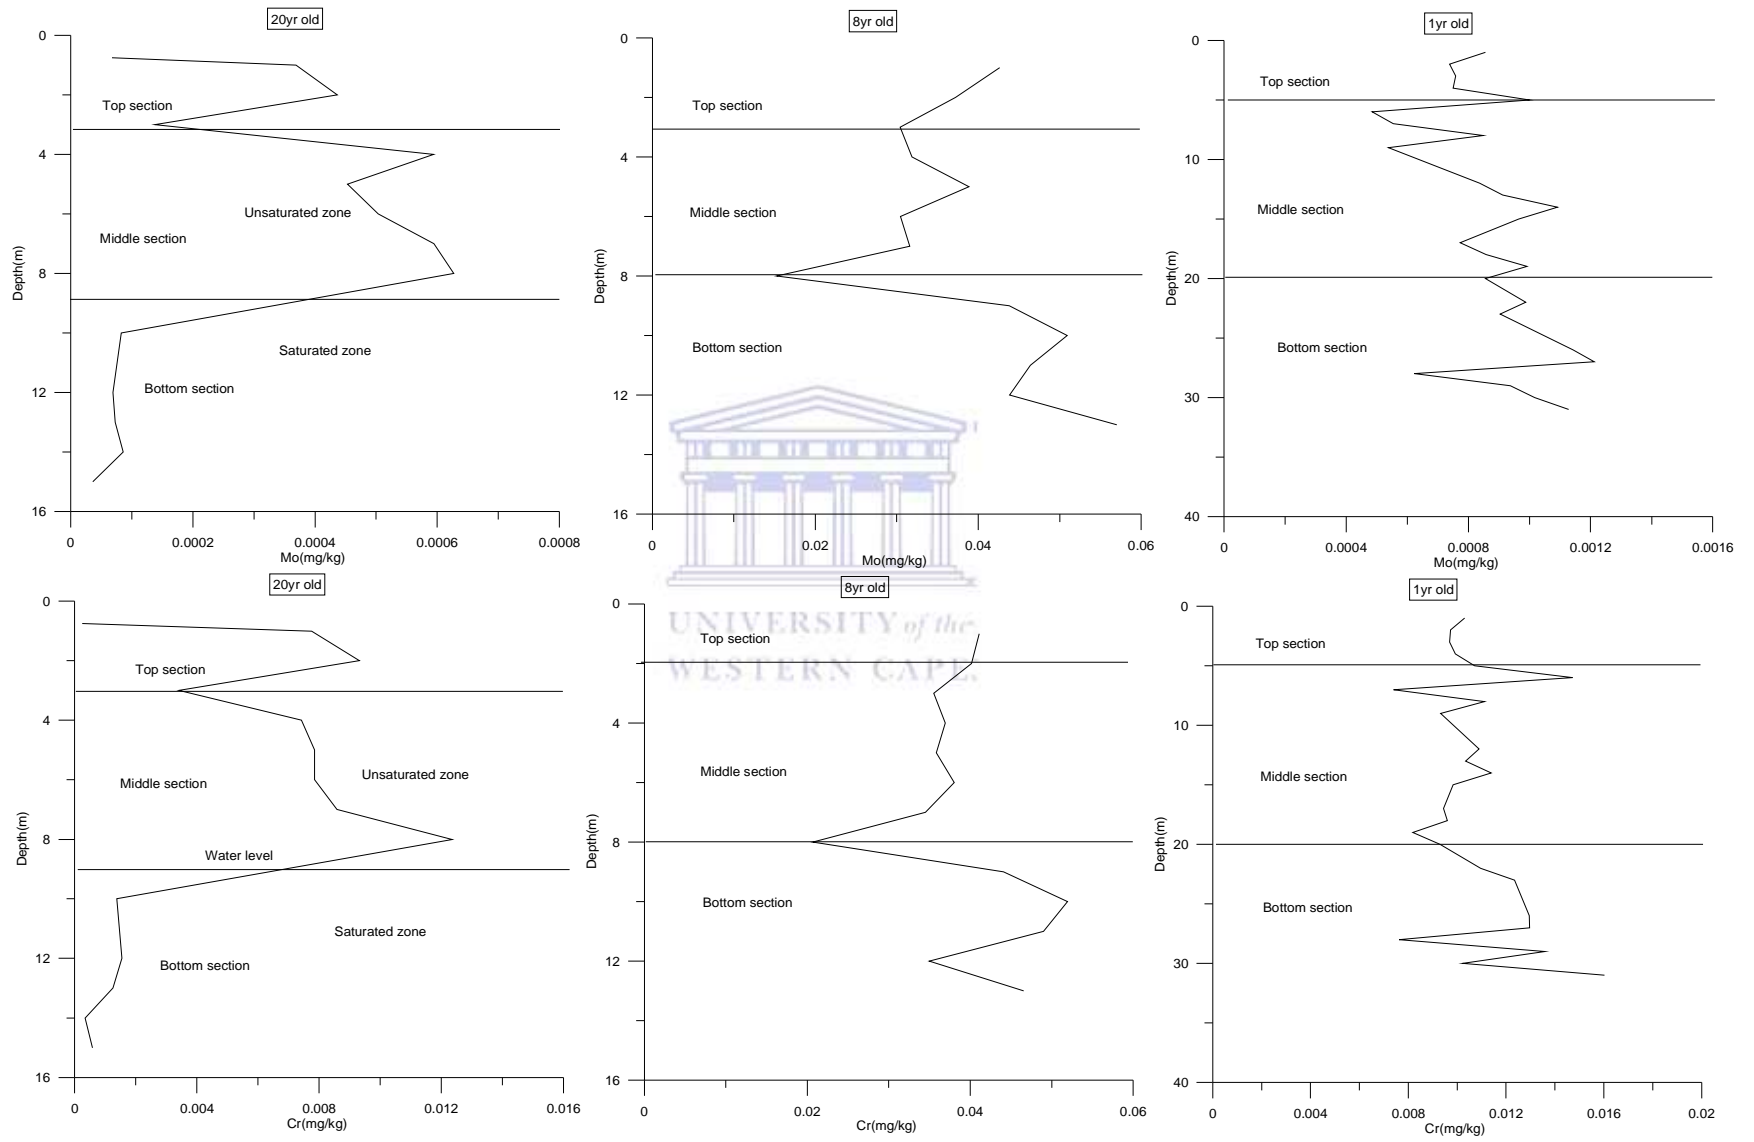 20yr old
0
4
8
12
16
Depth(m)
Top section
Unsaturated zone
Middle section
Saturated zone
Bottom section
0 0.0002 0.0004 0.0006 0.0008
Mo(mg/kg)
8yr old
0
4
8
12
16
Depth(m)
Top section
Middle section
Bottom section
0 0.02 0.04 0.06
Mo(mg/kg)
1yr old
0
10
20
30
40
Depth(m)
Top section
Middle section
Bottom section
0 0.0004 0.0008 0.0012 0.0016
Mo(mg/kg)
UNIVERSITY of the
WESTERN CAPE
20yr old
0
4
8
12
16
Depth(m)
Top section
Unsaturated zone
Middle section
Water level
Saturated zone
Bottom section
0 0.004 0.008 0.012 0.016
Cr(mg/kg)
8yr old
0
4
8
12
16
Depth(m)
Top section
Middle section
Bottom section
0 0.02 0.04 0.06
Cr(mg/kg)
1yr old
0
10
20
30
40
Depth(m)
Top section
Middle section
Bottom section
0 0.004 0.008 0.012 0.016 0.02
Cr(mg/kg)